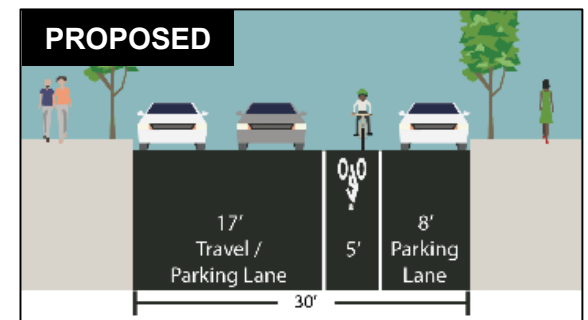 PROPOSED
17'
Travel /
Parking Lane
5'
8'
Parking
Lane
30'